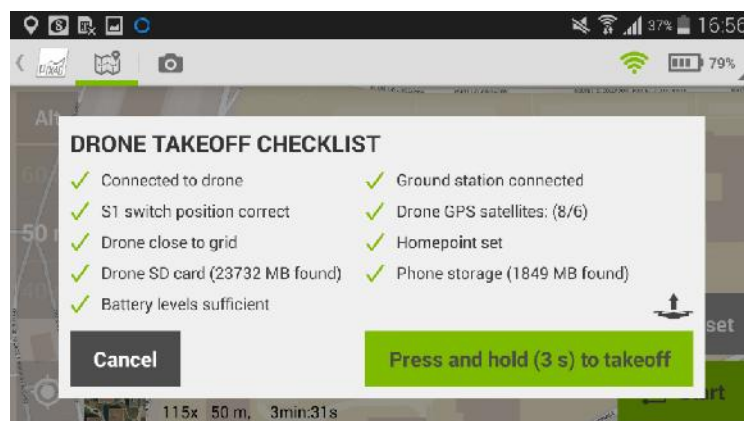 37% 16:56
79%
Alt
DRONE TAKEOFF CHECKLIST
Connected to drone
Ground station connected
S1 switch position correct
Drone GPS satellites: (8/6)
Drone close to grid
Homepoint set
Drone SD card (23732 MB found)
Phone storage (1849 MB found)
Battery levels sufficient
Cancel
Press and hold (3 s) to takeoff
115x 50 m, 3min:31s